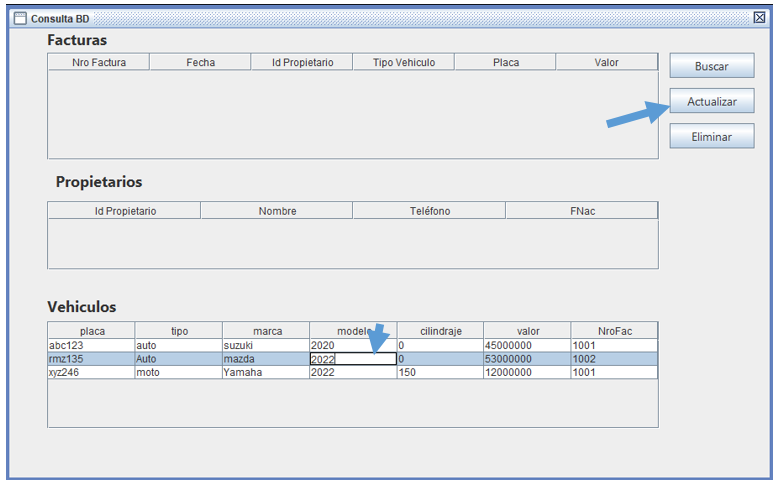 Consulta BD
Facturas
Nro Factura Fecha Id Propietario Tipo Vehiculo Placa Valor
Buscar
Actualizar
Eliminar
Propietarios
Id Propietario Nombre Teléfono FNac
Vehiculos
placa tipo marca modelo cilindraje valor NroFac
abc123 auto suzuki 2020 0 45000000 1001
rmz135 Auto mazda 2022 0 53000000 1002
xyz246 moto Yamaha 2022 150 12000000 1001